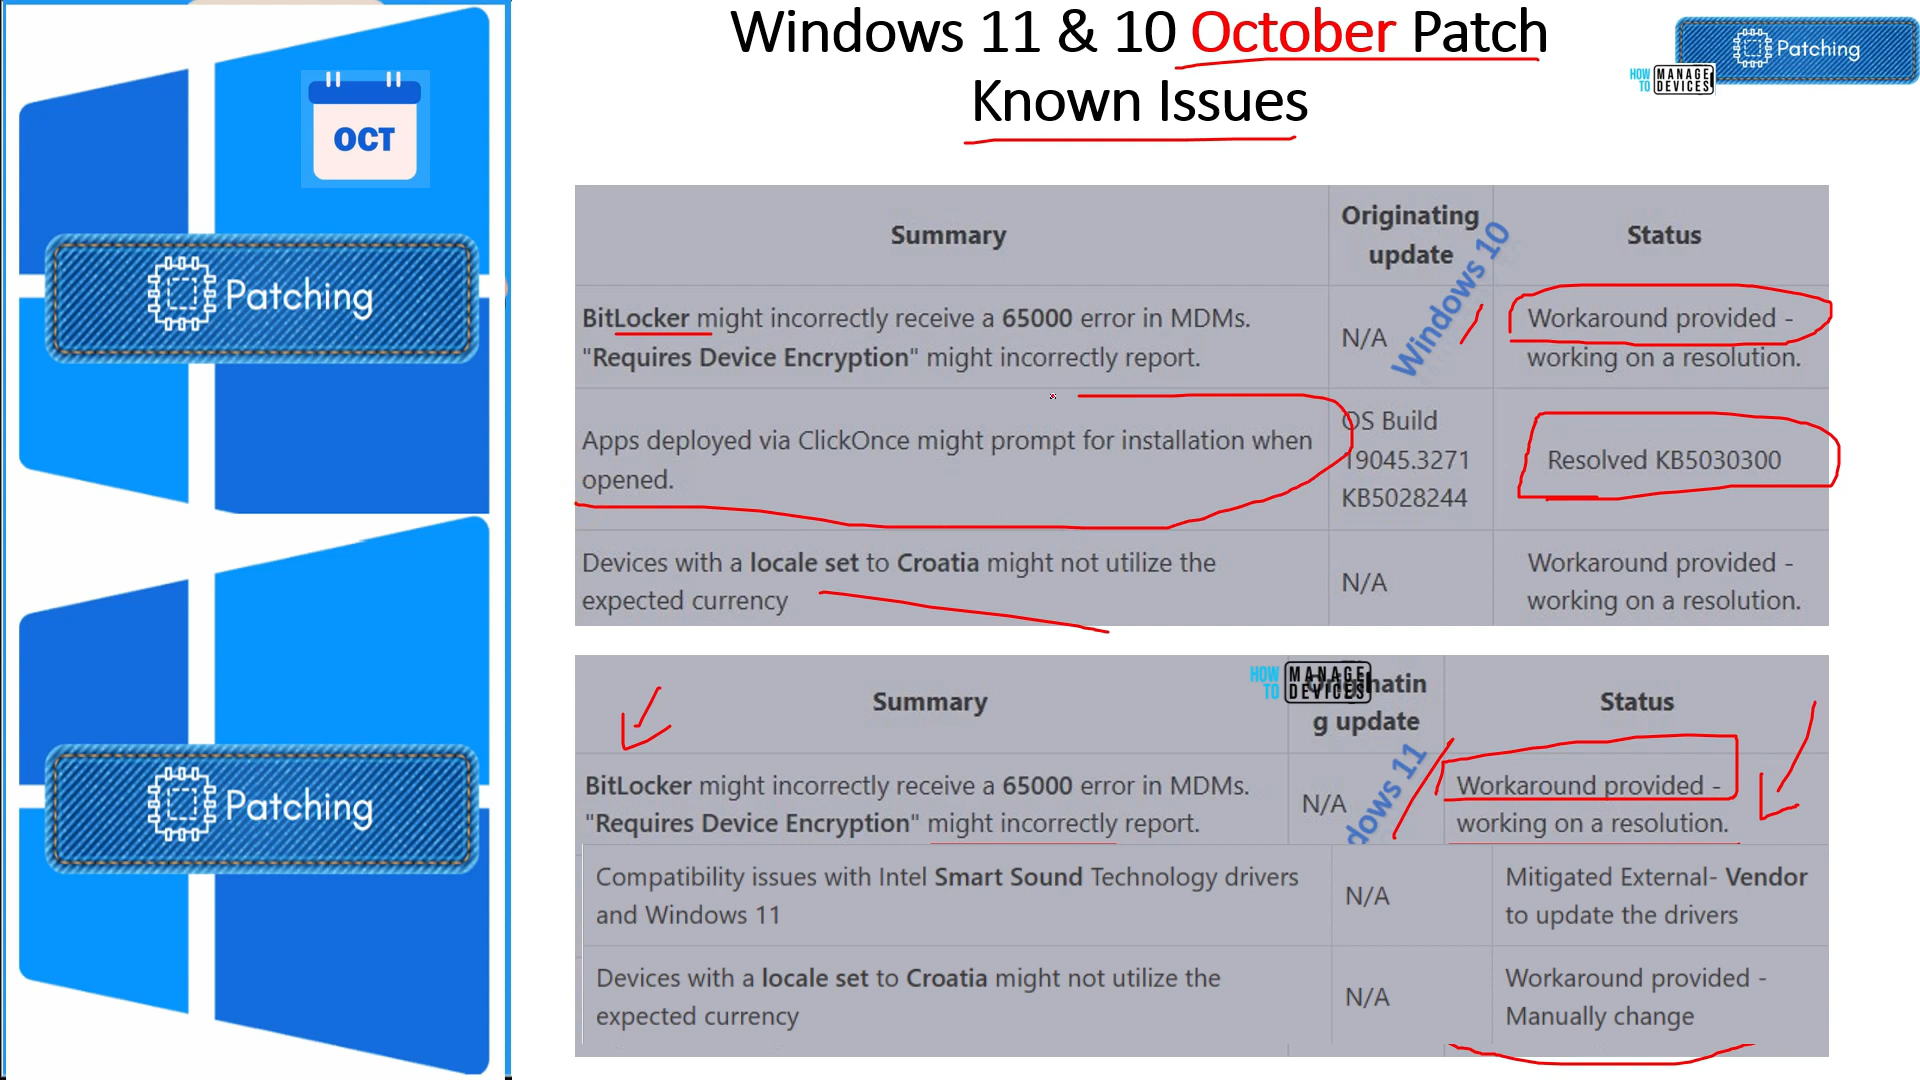 Windows 11 & 10 October Patch
Known Issues
Patching
HOW TO MANAGE DEVICES
OCT
Patching
Patching
Summary
Originating update
Status
BitLocker might incorrectly receive a 65000 error in MDMs.
"Requires Device Encryption" might incorrectly report.
N/A
Windows 10
Workaround provided -
working on a resolution.
Apps deployed via ClickOnce might prompt for installation when
opened.
OS Build
19045.3271
KB5028244
Resolved KB5030300
Devices with a locale set to Croatia might not utilize the
expected currency
N/A
Workaround provided -
working on a resolution.
Summary
HOW TO MANAGE DEVICES
g update
Status
BitLocker might incorrectly receive a 65000 error in MDMs.
"Requires Device Encryption" might incorrectly report.
N/A
dows 11
Workaround provided -
working on a resolution.
Compatibility issues with Intel Smart Sound Technology drivers
and Windows 11
N/A
Mitigated External- Vendor
to update the drivers
Devices with a locale set to Croatia might not utilize the
expected currency
N/A
Workaround provided -
Manually change